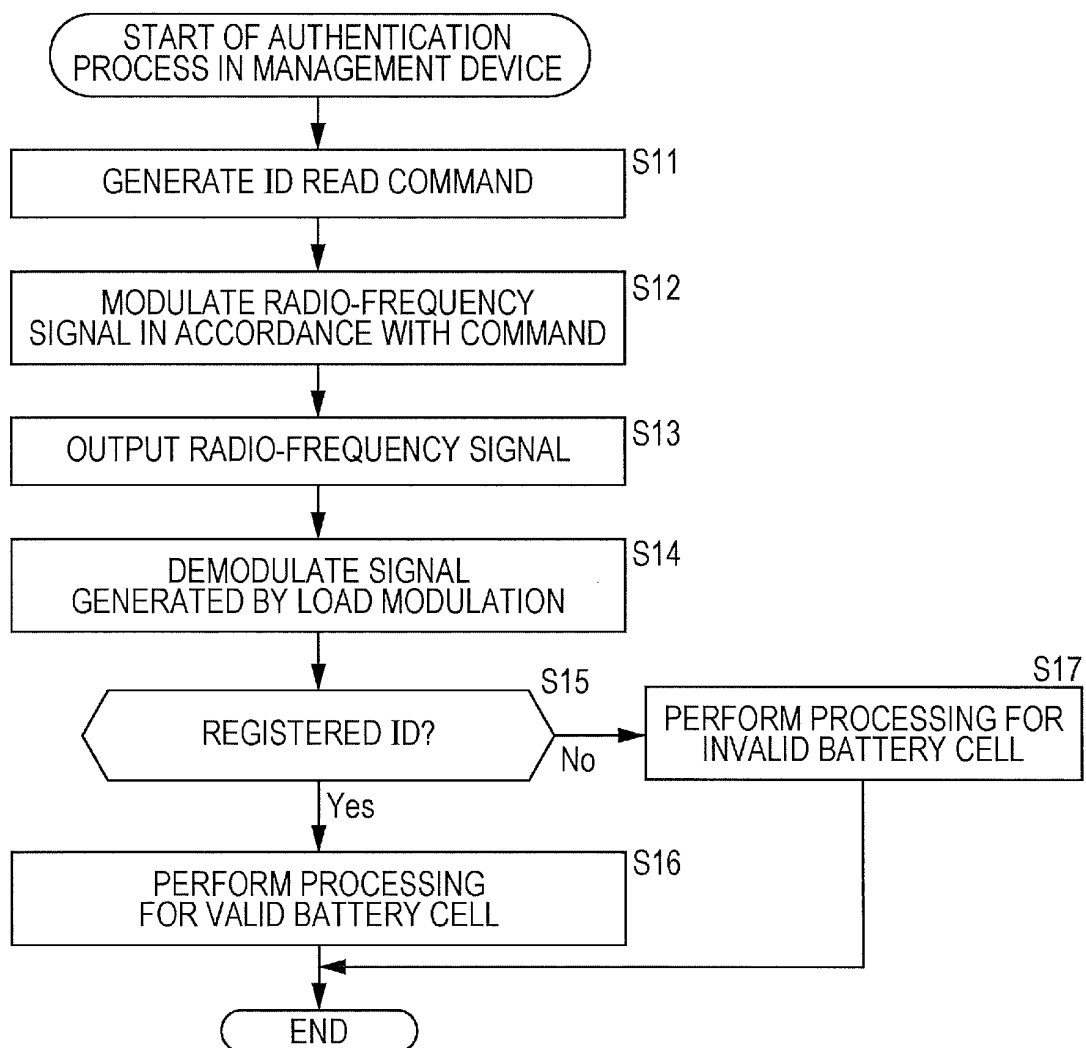 START OF AUTHENTICATION
PROCESS IN MANAGEMENT DEVICE
S11
GENERATE ID READ COMMAND
S12
MODULATE RADIO-FREQUENCY
SIGNAL IN ACCORDANCE WITH COMMAND
S13
OUTPUT RADIO-FREQUENCY SIGNAL
S14
DEMODULATE SIGNAL
GENERATED BY LOAD MODULATION
S15
REGISTERED ID?
No
S17
PERFORM PROCESSING FOR
INVALID BATTERY CELL
Yes
S16
PERFORM PROCESSING
FOR VALID BATTERY CELL
END